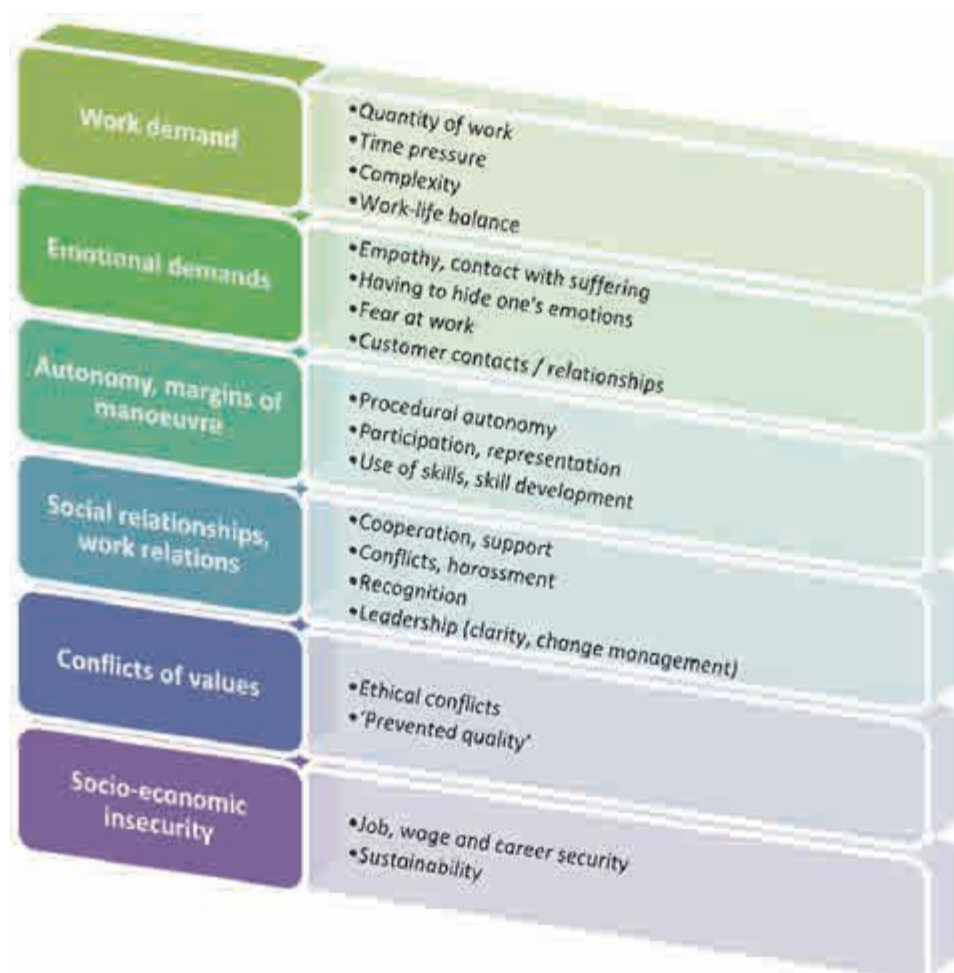 Work demand
•Quantity of work
•Time pressure
•Complexity
•Work-life balance
Emotional demands
•Empathy, contact with suffering
•Having to hide one's emotions
•Fear at work
•Customer contacts / relationships
Autonomy, margins of
manoeuvre
•Procedural autonomy
•Participation, representation
•Use of skills, skill development
Social relationships,
work relations
•Cooperation, support
•Conflicts, harassment
•Recognition
•Leadership (clarity, change management)
Conflicts of values
•Ethical conflicts
•'Prevented quality'
Socio-economic
insecurity
•Job, wage and career security
•Sustainability